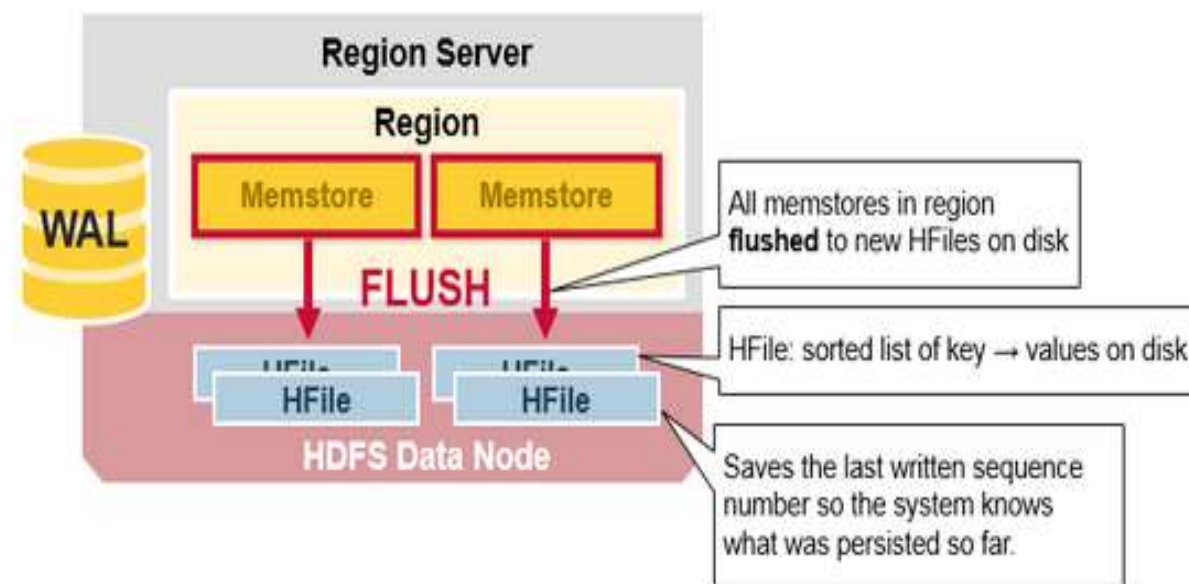 Region Server
Region
Memstore
Memstore
WAL
FLUSH
All memstores in region
flushed to new HFiles on disk
HFile
HFile
HFile
HFile
HFile: sorted list of key → values on disk
HDFS Data Node
Saves the last written sequence
number so the system knows
what was persisted so far.